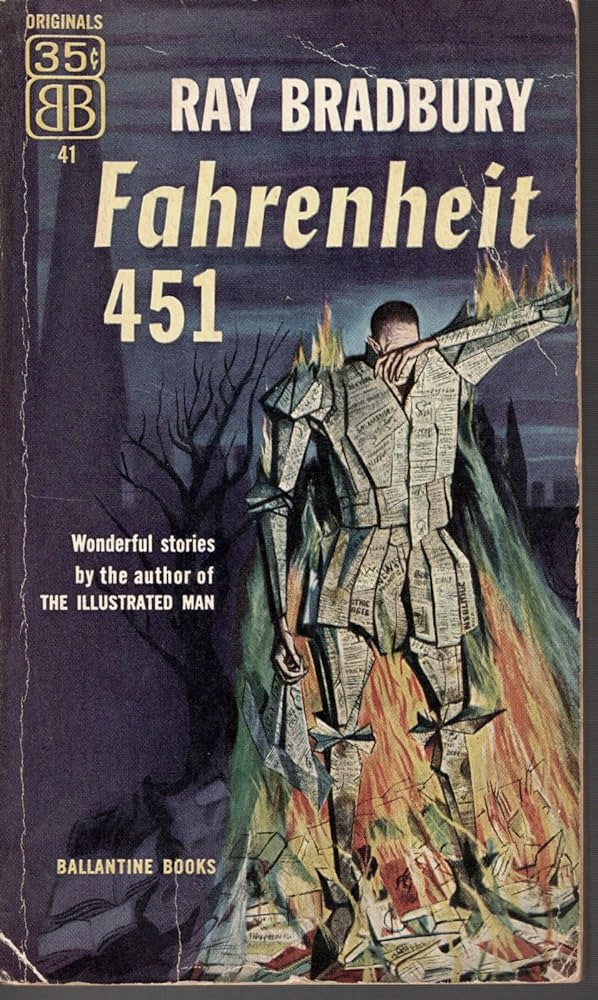 ORIGINALS
35¢
BB
41
RAY BRADBURY
Fahrenheit
451
Wonderful stories
by the author of
THE ILLUSTRATED MAN
BALLANTINE BOOKS